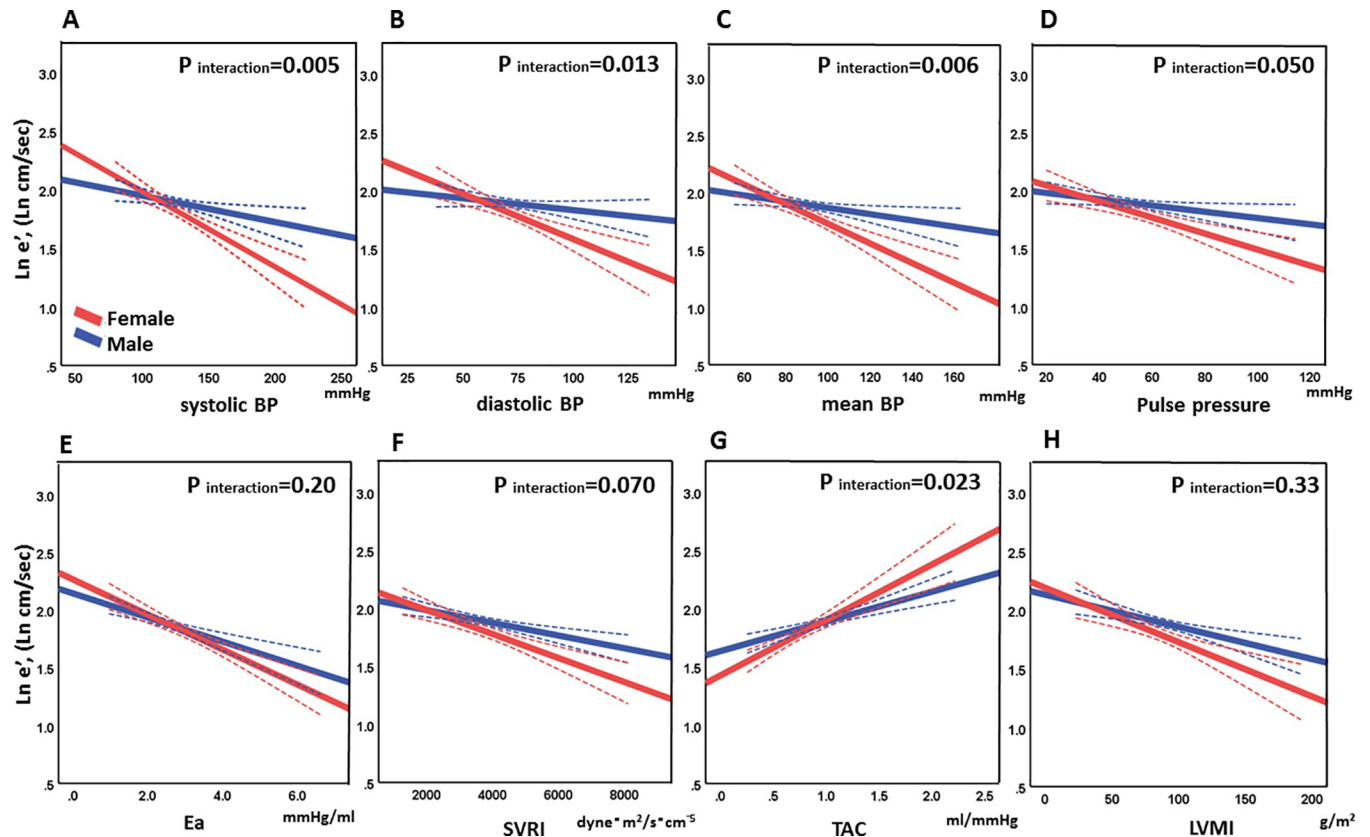 A B C D
P interaction=0.005 P interaction=0.013 P interaction=0.006 P interaction=0.050
Ln e', (Ln cm/sec)
3.0
2.5
2.0
1.5
1.0
.5
Female
Male
50 100 150 200 250
mmHg
systolic BP
25 50 75 100 125
mmHg
diastolic BP
60 80 100 120 140 160
mmHg
mean BP
20 40 60 80 100 120
mmHg
Pulse pressure
3.0
2.5
2.0
1.5
1.0
.5
3.0
2.5
2.0
1.5
1.0
.5
3.0
2.5
2.0
1.5
1.0
.5
E F G H
P interaction=0.20 P interaction=0.070 P interaction=0.023 P interaction=0.33
Ln e', (Ln cm/sec)
3.0
2.5
2.0
1.5
1.0
.5
.0 2.0 4.0 6.0
mmHg/ml
Ea
3.0
2.5
2.0
1.5
1.0
.5
2000 4000 6000 8000
dyne·m²/s·cm⁻⁵
SVRI
3.0
2.5
2.0
1.5
1.0
.5
.0 .5 1.0 1.5 2.0 2.5
ml/mmHg
TAC
3.0
2.5
2.0
1.5
1.0
.5
0 50 100 150 200
g/m²
LVMI